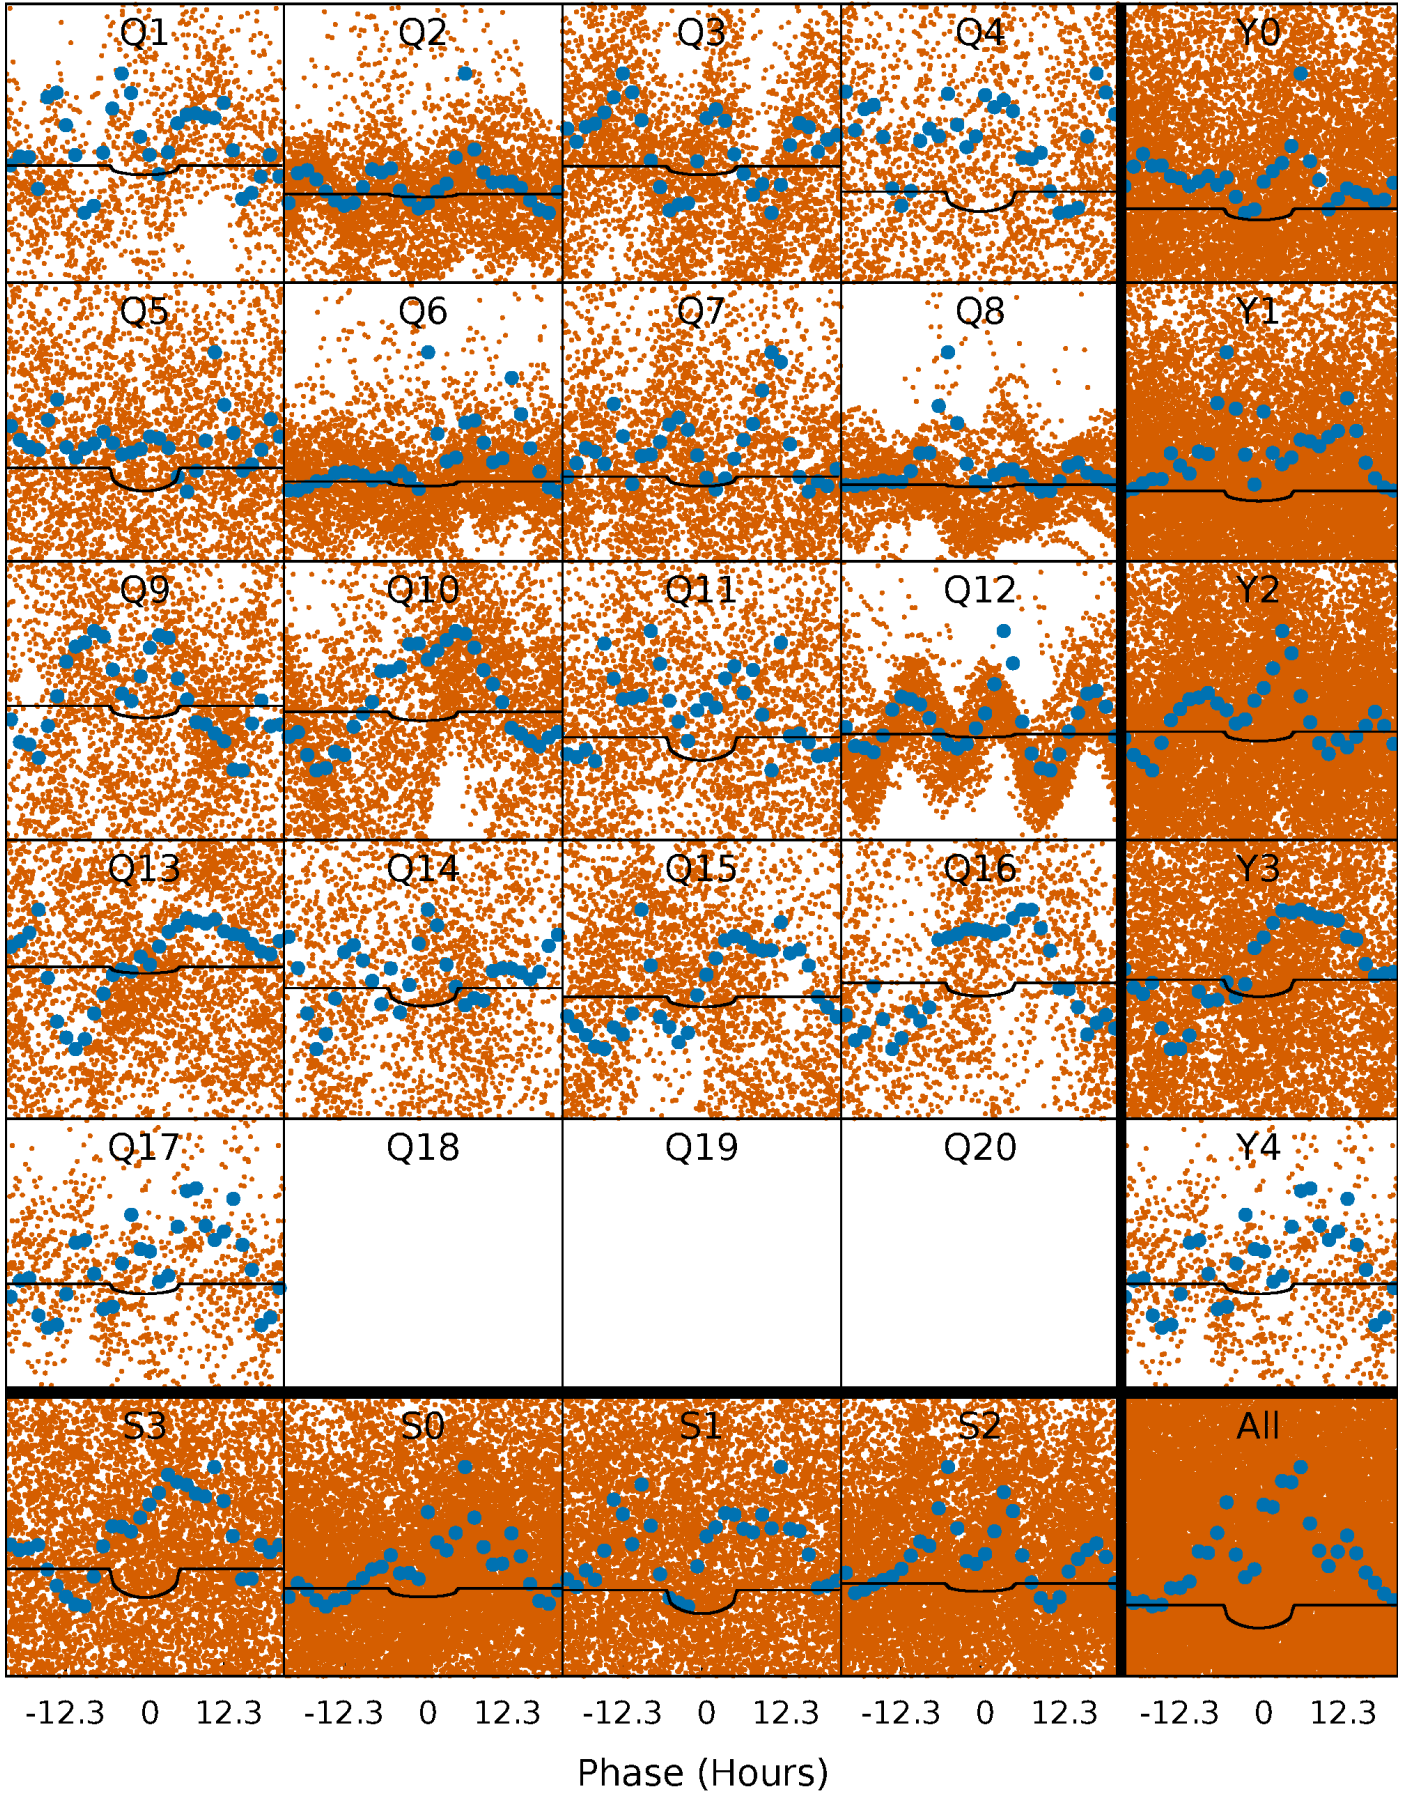 Q1 Q2 Q3 Q4 Y0
Q5 Q6 Q7 Q8 Y1
Q9 Q10 Q11 Q12 Y2
Q13 Q14 Q15 Q16 Y3
Q17 Q18 Q19 Q20 Y4
S3 S0 S1 S2 All
-12.3 0 12.3 -12.3 0 12.3 -12.3 0 12.3 -12.3 0 12.3 -12.3 0 12.3
Phase (Hours)